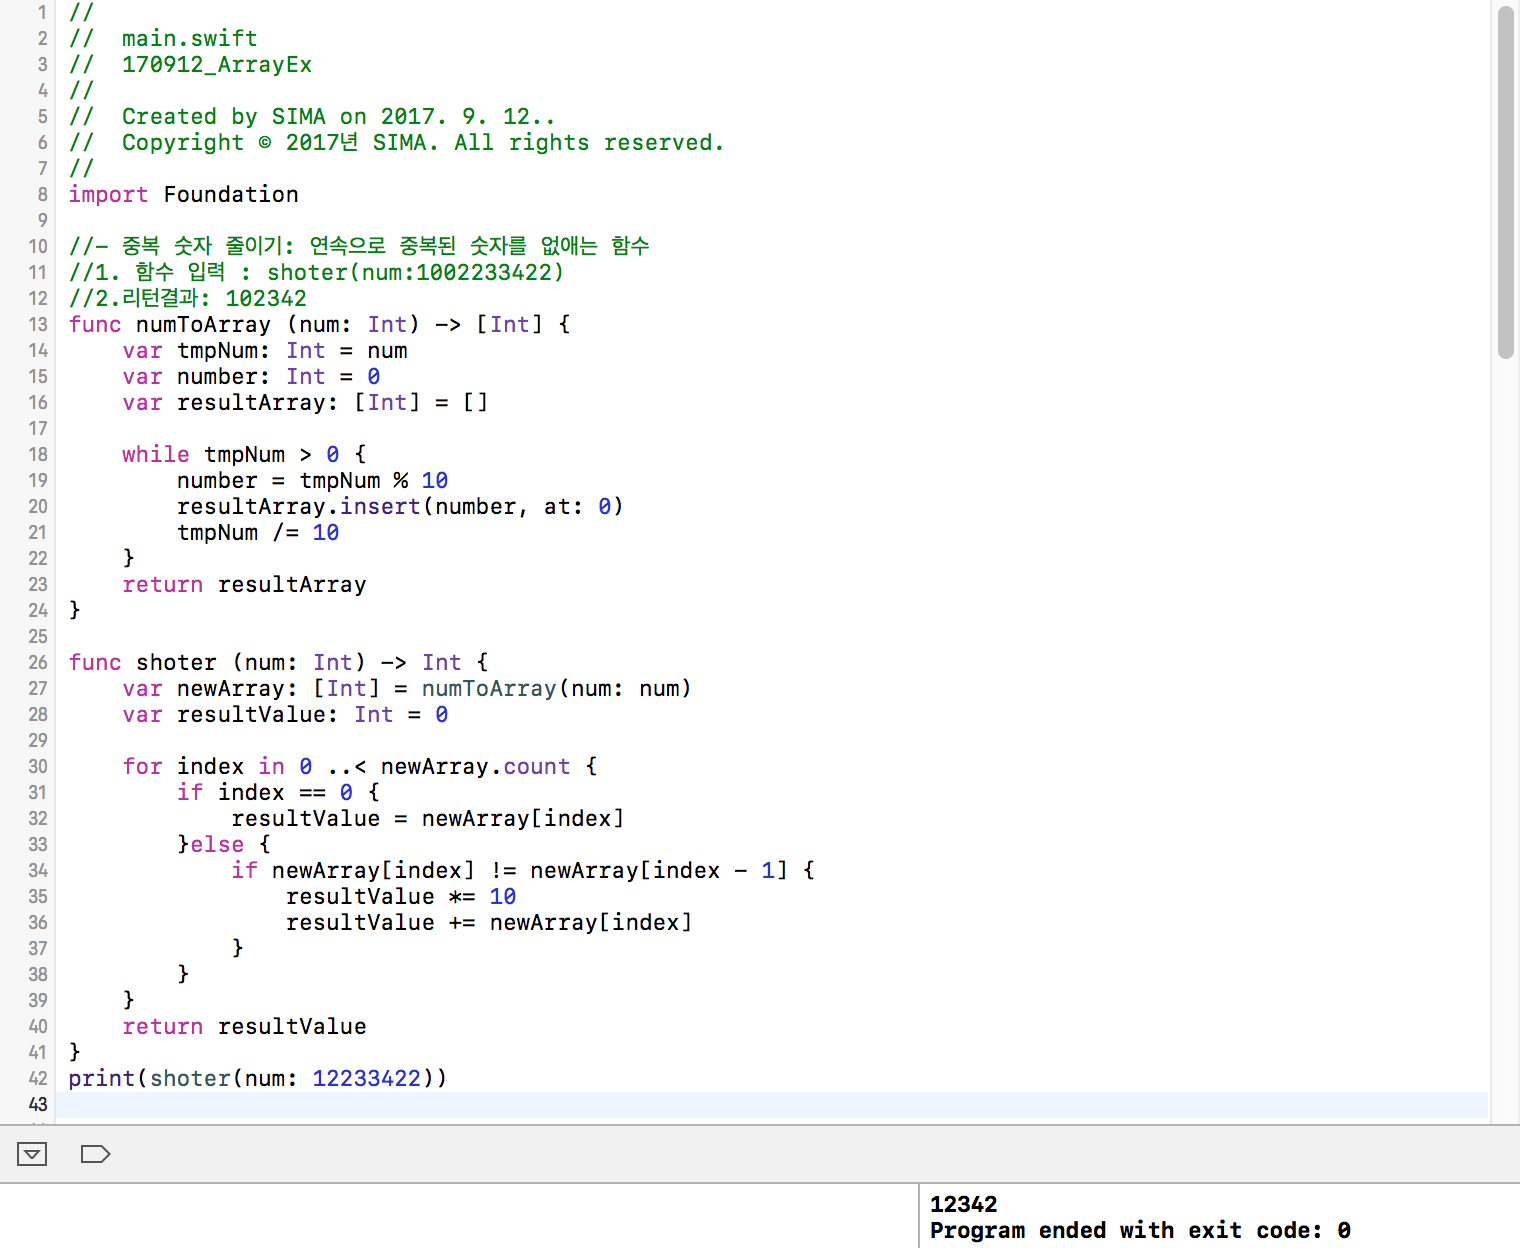 1 //
2 //  main.swift
3 //  170912_ArrayEx
4 //
5 //  Created by SIMA on 2017. 9. 12..
6 //  Copyright © 2017년 SIMA. All rights reserved.
7 //
8 import Foundation
9
10 //- 중복 숫자 줄이기: 연속으로 중복된 숫자를 없애는 함수
11 //1. 함수 입력 : shoter(num:1002233422)
12 //2.리턴결과: 102342
13 func numToArray (num: Int) -> [Int] {
14     var tmpNum: Int = num
15     var number: Int = 0
16     var resultArray: [Int] = []
17
18     while tmpNum > 0 {
19         number = tmpNum % 10
20         resultArray.insert(number, at: 0)
21         tmpNum /= 10
22     }
23     return resultArray
24 }
25
26 func shoter (num: Int) -> Int {
27     var newArray: [Int] = numToArray(num: num)
28     var resultValue: Int = 0
29
30     for index in 0 ..< newArray.count {
31         if index == 0 {
32             resultValue = newArray[index]
33         }else {
34             if newArray[index] != newArray[index - 1] {
35                 resultValue *= 10
36                 resultValue += newArray[index]
37             }
38         }
39     }
40     return resultValue
41 }
42 print(shoter(num: 12233422))
43
12342
Program ended with exit code: 0